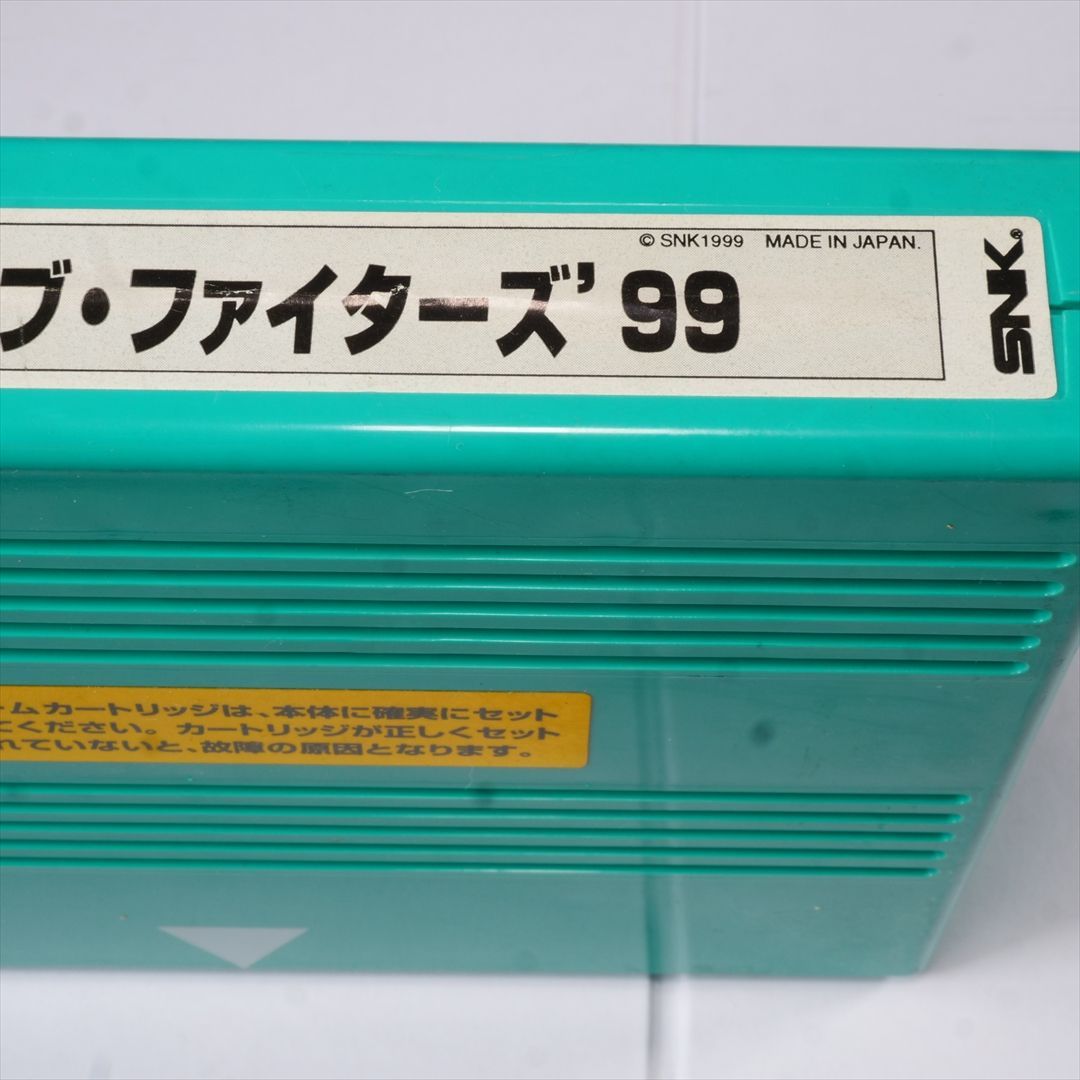 © SNK1999 MADE IN JAPAN.
ブ・ファイターズ'99
SNK®
ームカートリッジは、本体に確実にセット
ください。カートリッジが正しくセット
れていないと、故障の原因となります。